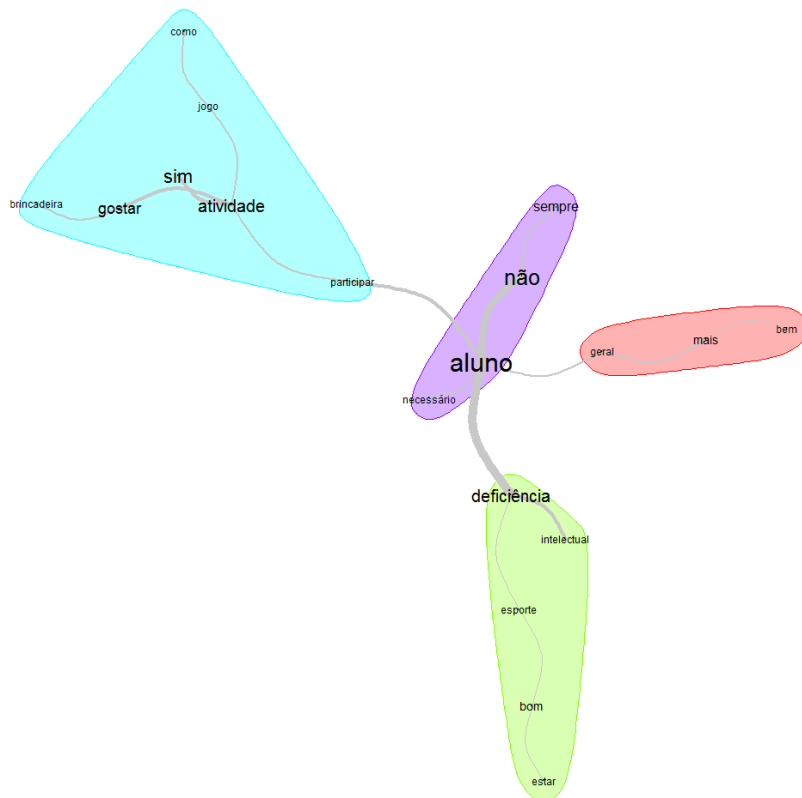 como
jogo
sim
brincadeira
gostar
atividade
sempre
não
participar
bem
mais
geral
aluno
necessário
deficiência
intelectual
esporte
bom
estar